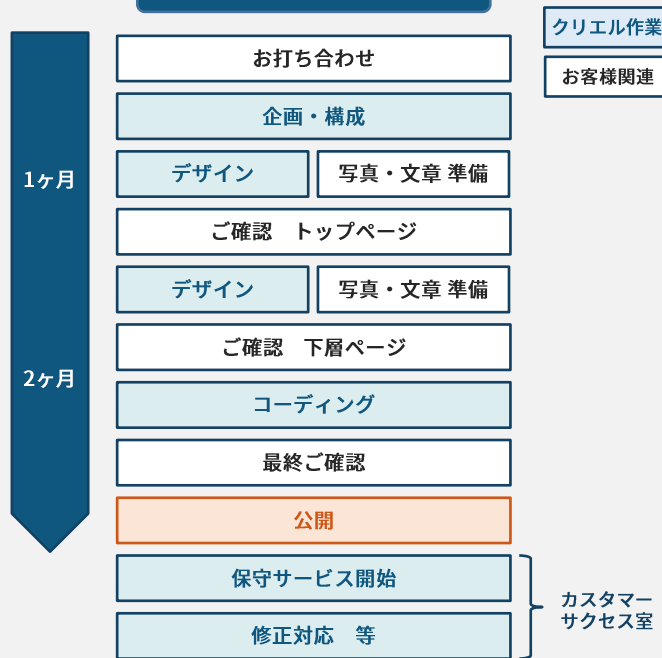 クリエル作業
お客様関連
お打ち合わせ
企画・構成
1ヶ月
デザイン
写真・文章 準備
ご確認　トップページ
デザイン
写真・文章 準備
ご確認　下層ページ
2ヶ月
コーディング
最終ご確認
公開
保守サービス開始
修正対応　等
カスタマー
サクセス室